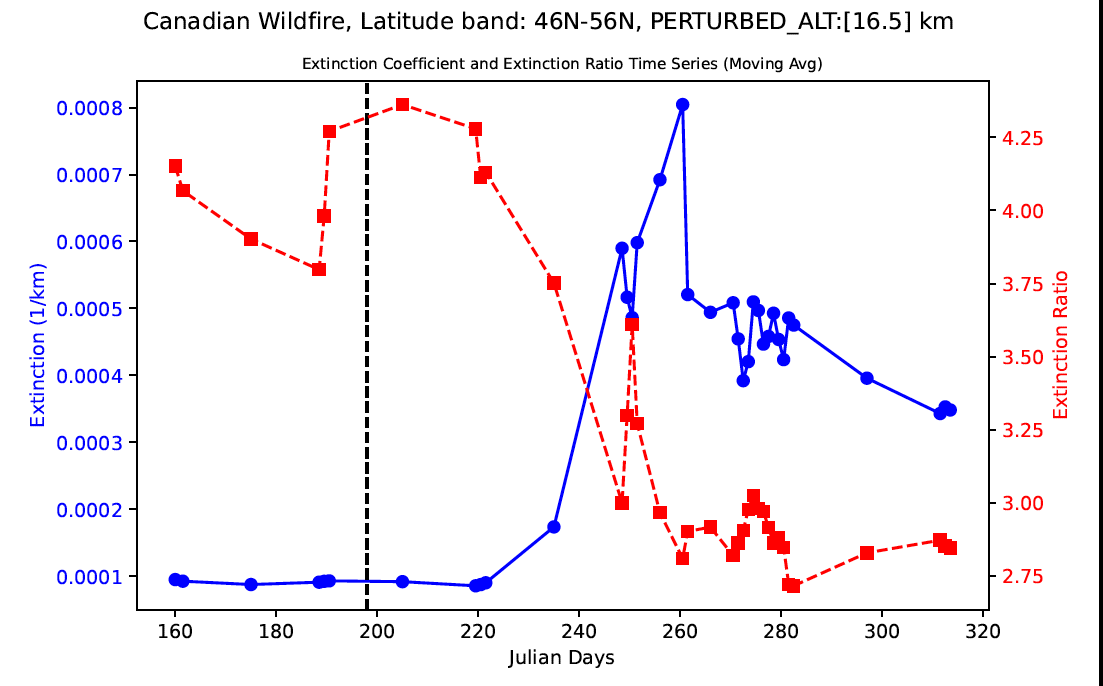 Canadian Wildfire, Latitude band: 46N-56N, PERTURBED_ALT:[16.5] km
Extinction Coefficient and Extinction Ratio Time Series (Moving Avg)
0.0008
0.0007
0.0006
0.0005
0.0004
0.0003
0.0002
0.0001
Extinction (1/km)
4.25
4.00
3.75
3.50
3.25
3.00
2.75
Extinction Ratio
160 180 200 220 240 260 280 300 320
Julian Days